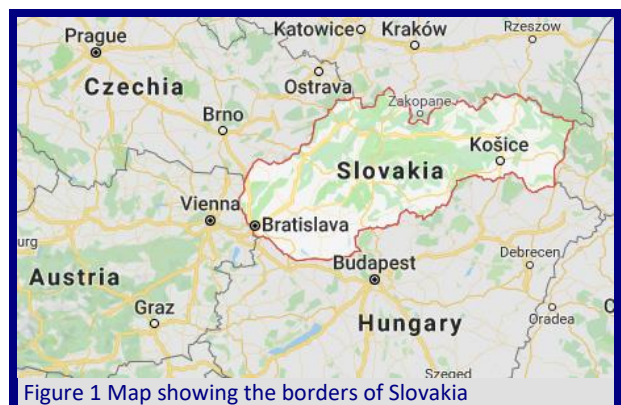 Katowice
Kraków
Rzeszów
Prague
Czechia
Ostrava
Zakopane
Brno
Košice
Slovakia
Vienna
Bratislava
urg
Budapest
Debrecen
Austria
Graz
Hungary
Oradea
C
Szeged
Figure 1 Map showing the borders of Slovakia